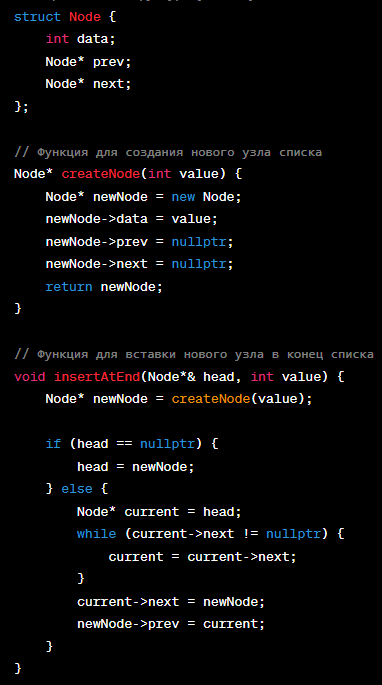 struct Node {
    int data;
    Node* prev;
    Node* next;
};

// Функция для создания нового узла списка
Node* createNode(int value) {
    Node* newNode = new Node;
    newNode->data = value;
    newNode->prev = nullptr;
    newNode->next = nullptr;
    return newNode;
}

// Функция для вставки нового узла в конец списка
void insertAtEnd(Node*& head, int value) {
    Node* newNode = createNode(value);

    if (head == nullptr) {
        head = newNode;
    } else {
        Node* current = head;
        while (current->next != nullptr) {
            current = current->next;
        }
        current->next = newNode;
        newNode->prev = current;
    }
}